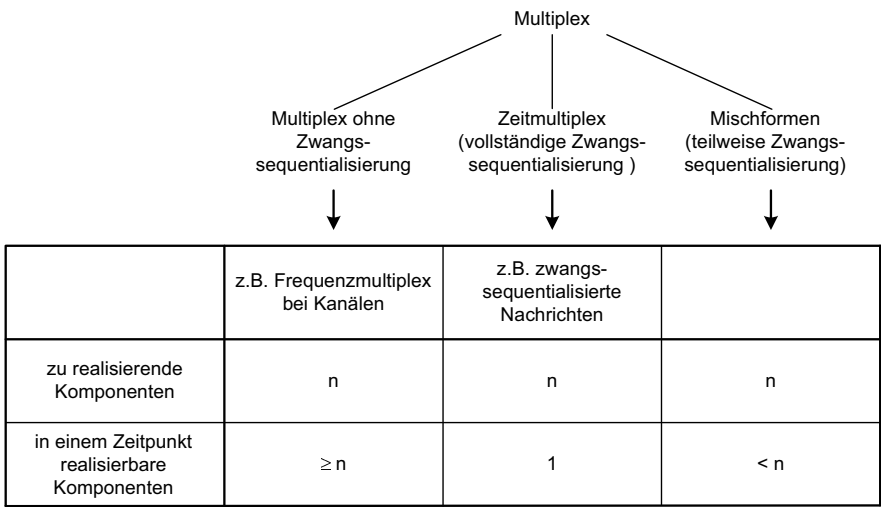 Multiplex
Multiplex ohne
Zwangs-
sequentialisierung
Zeitmultiplex
(vollständige Zwangs-
sequentialisierung )
Mischformen
(teilweise Zwangs-
sequentialisierung)
z.B. Frequenzmultiplex
bei Kanälen
z.B. zwangs-
sequentialisierte
Nachrichten
zu realisierende
Komponenten
n
n
n
in einem Zeitpunkt
realisierbare
Komponenten
≥ n
1
< n